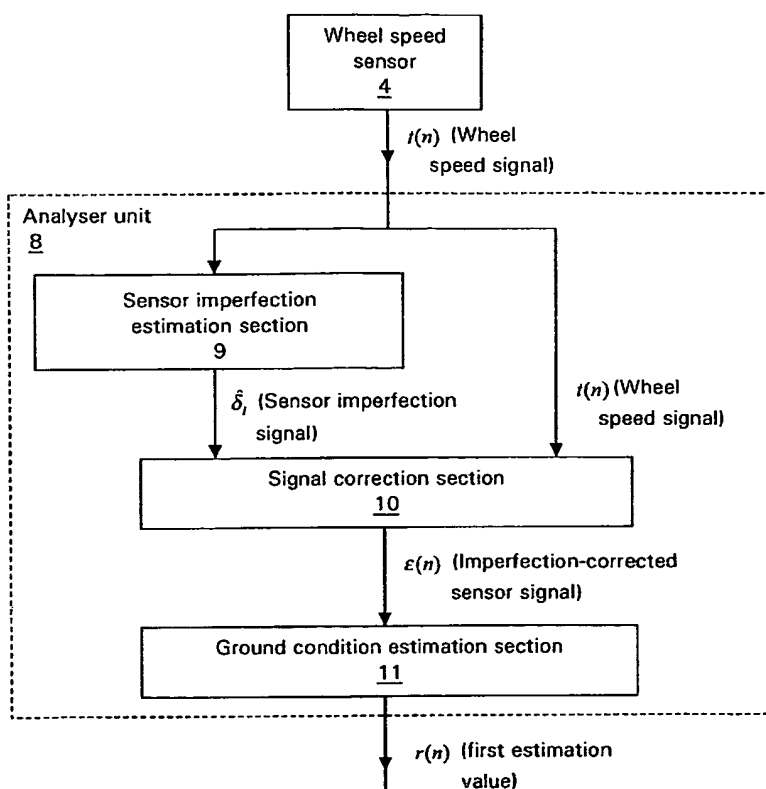 Wheel speed
sensor
4
t(n) (Wheel
speed signal)
Analyser unit
8
Sensor imperfection
estimation section
9
δ̂ₗ (Sensor imperfection
signal)
t(n) (Wheel
speed signal)
Signal correction section
10
ε(n) (Imperfection-corrected
sensor signal)
Ground condition estimation section
11
r(n) (first estimation
value)